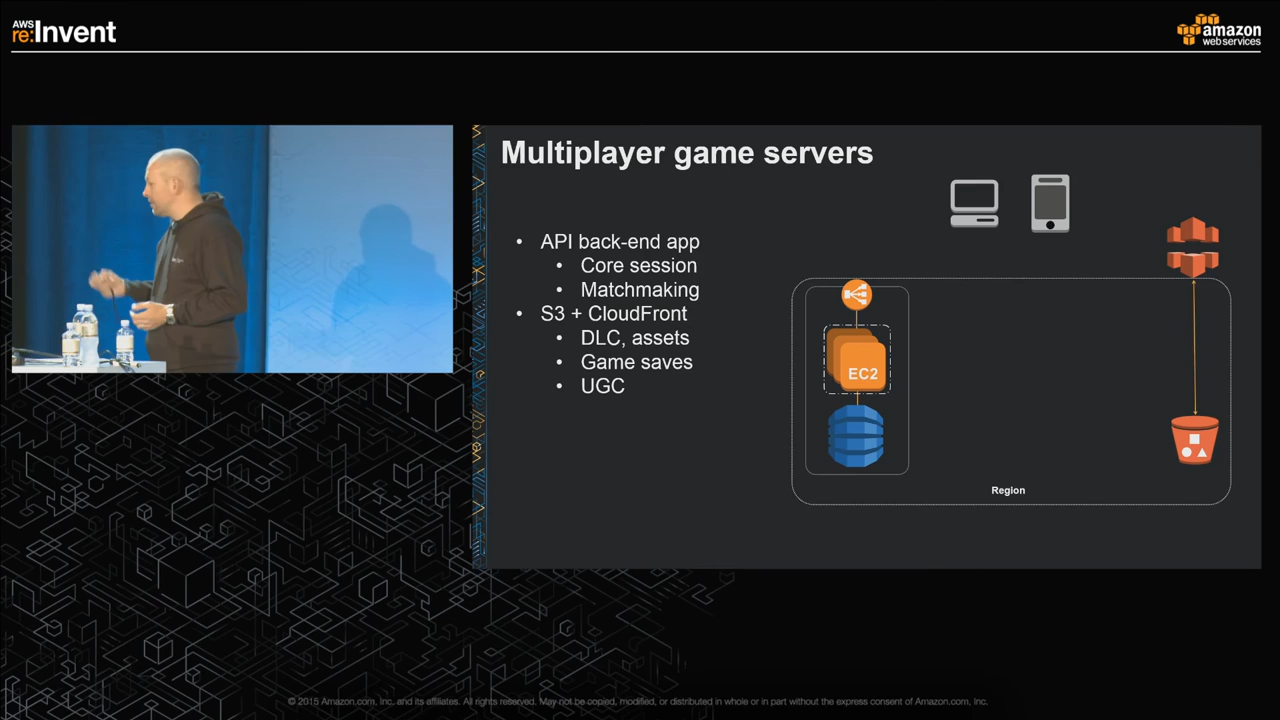 AWS
re:Invent
amazon
web services
Multiplayer game servers
• API back-end app
• Core session
• Matchmaking
• S3 + CloudFront
• DLC, assets
• Game saves
• UGC
EC2
Region
© 2015 Amazon.com, Inc. and its affiliates. All rights reserved. May not be copied, modified, or distributed in whole or in part without the express consent of Amazon.com, Inc.